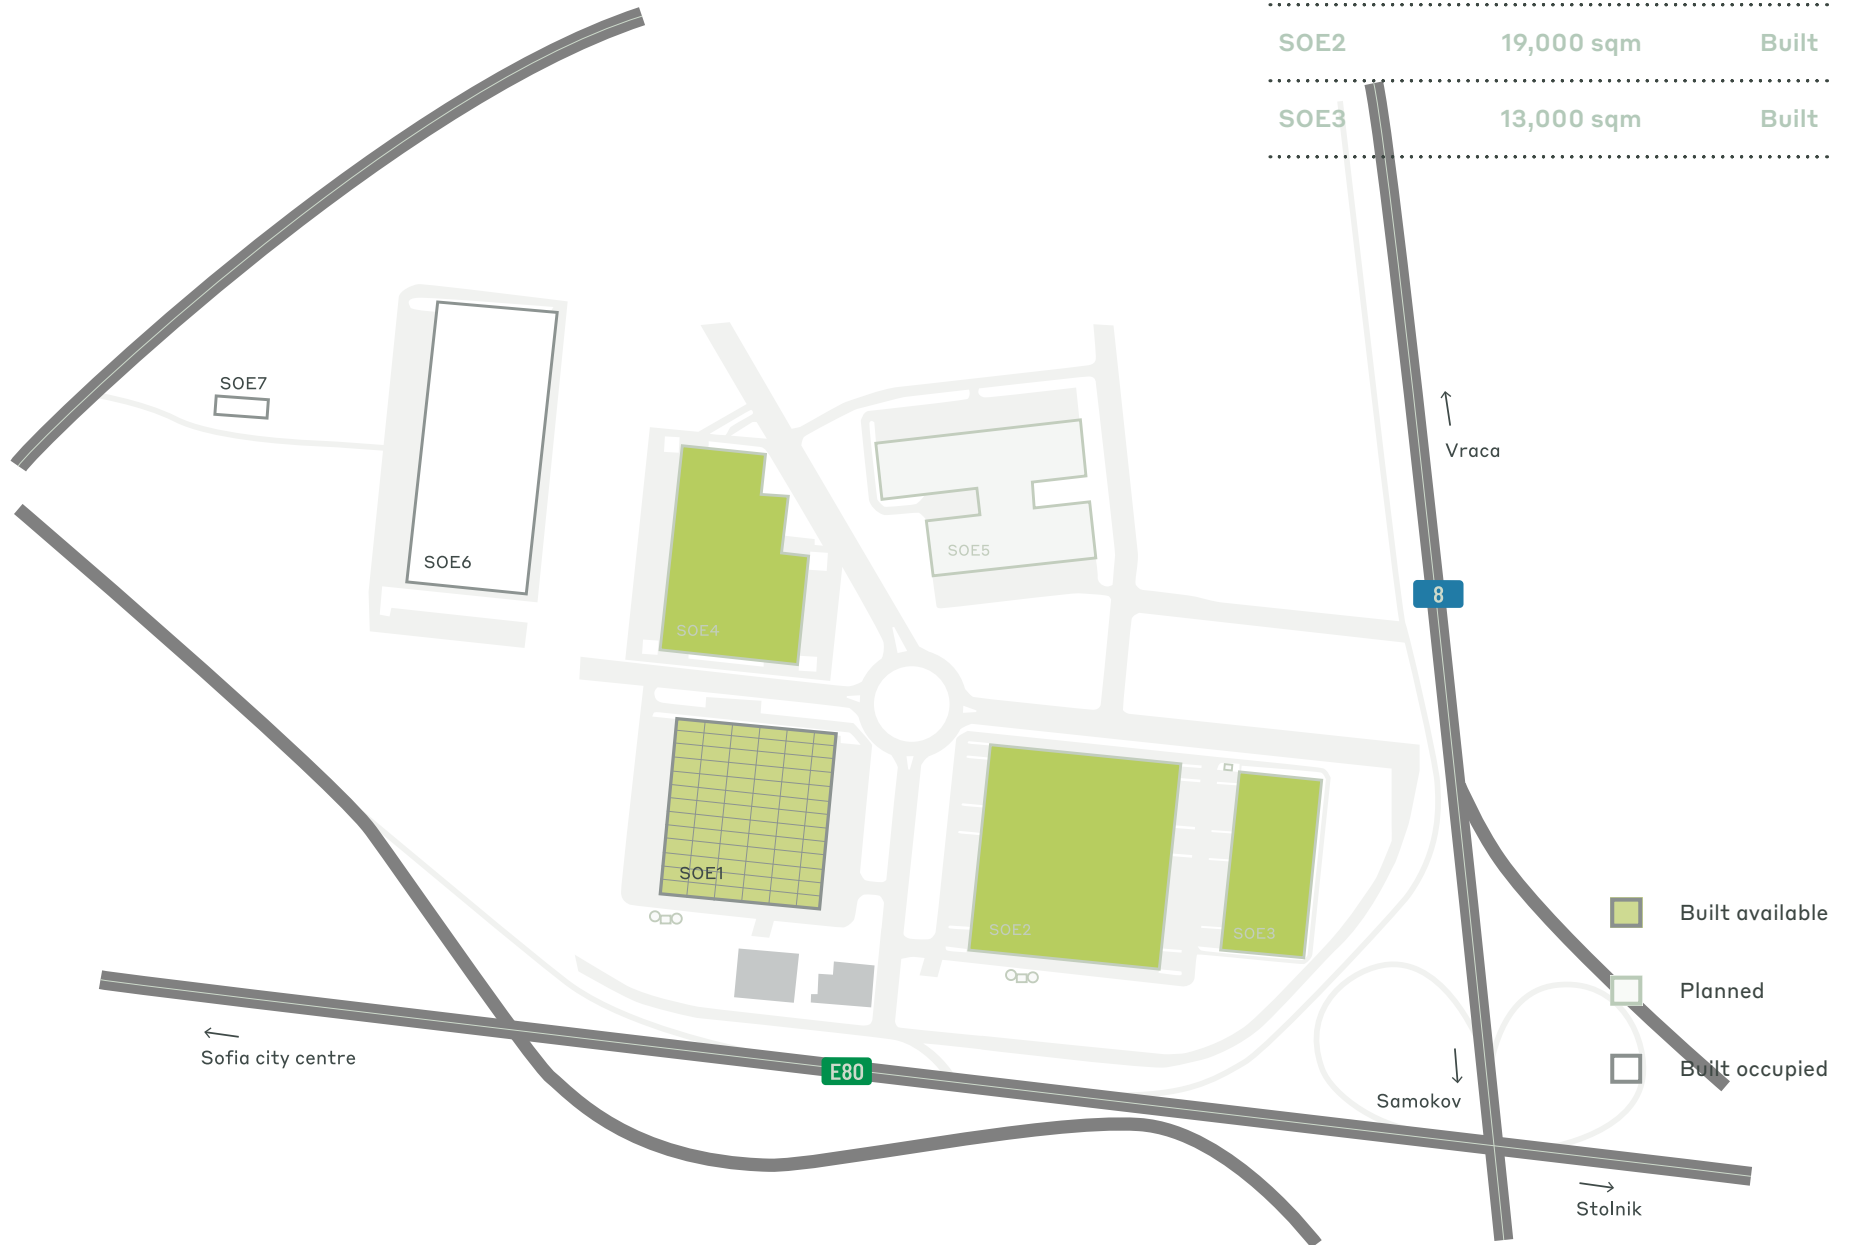 SOE2 19,000 sqm Built
SOE3 13,000 sqm Built
SOE7
SOE6
Vraca
SOE5
8
SOE4
SOE1
Built available
SOE2
SOE3
Planned
Sofia city centre
E80
Built occupied
Samokov
Stolnik